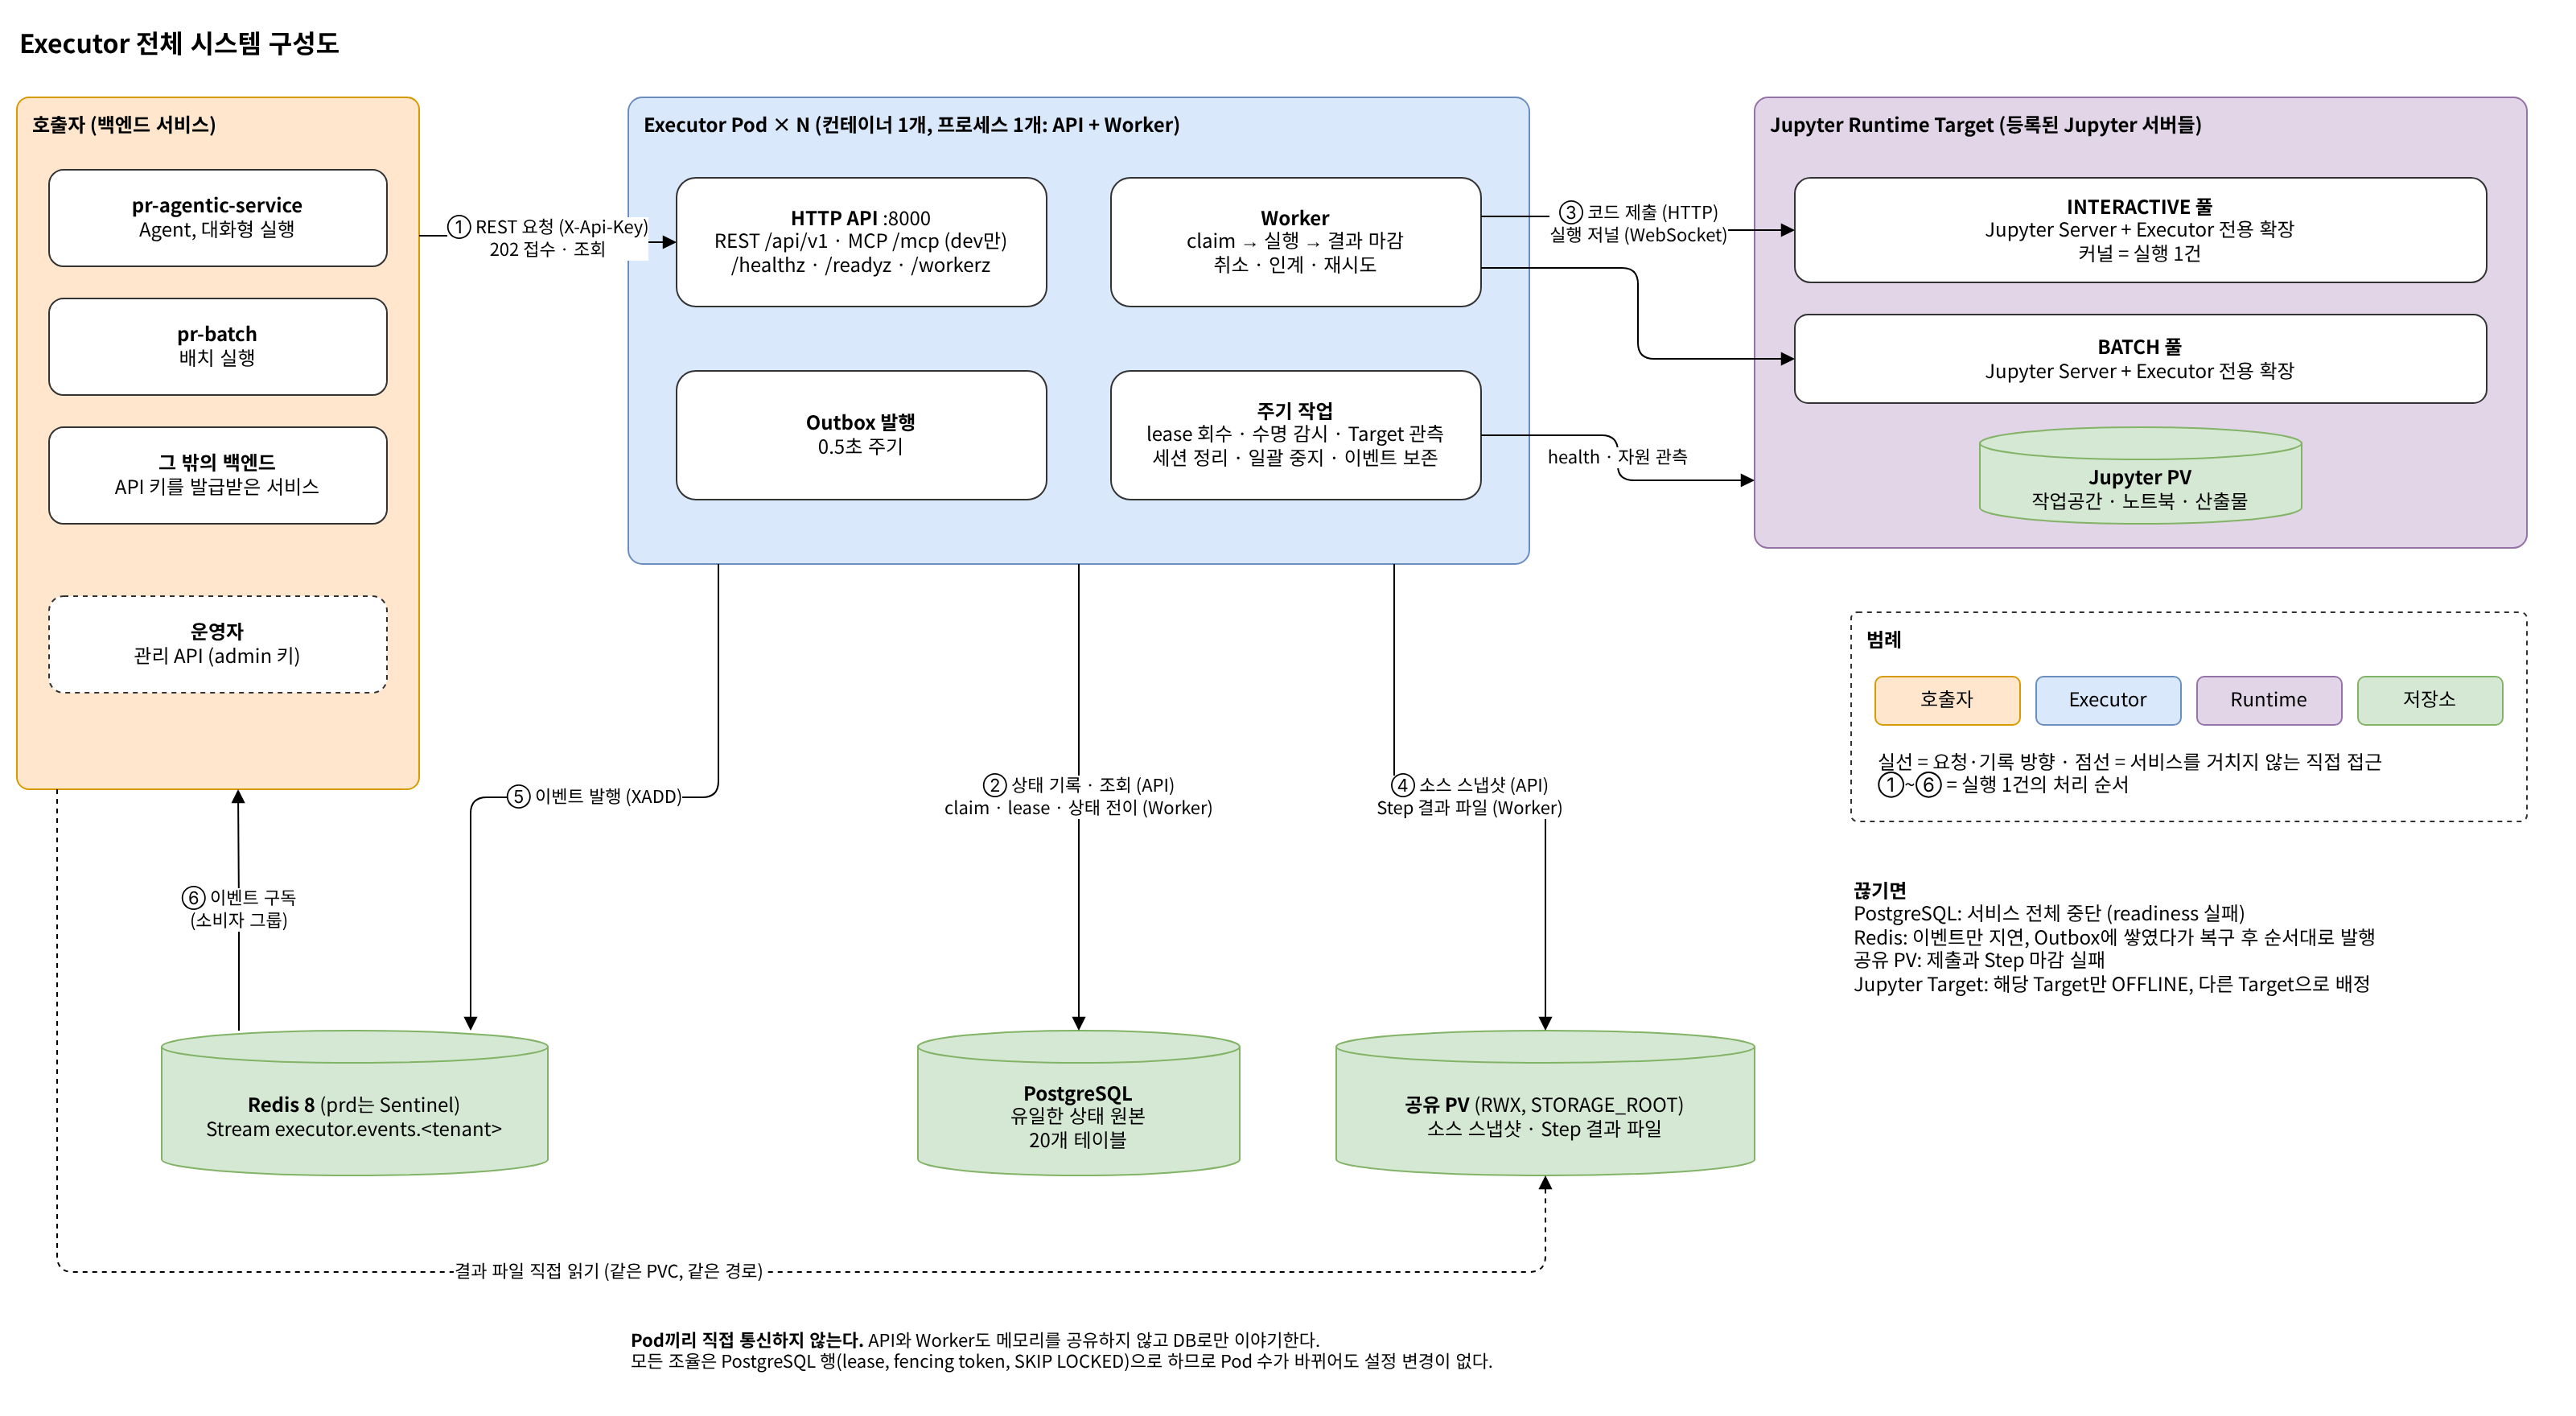 Executor 전체 시스템 구성도
호출자 (백엔드 서비스)
pr-agentic-service
Agent, 대화형 실행
pr-batch
배치 실행
그 밖의 백엔드
API 키를 발급받은 서비스
운영자
관리 API (admin 키)
① REST 요청 (X-Api-Key)
202 접수 · 조회
Executor Pod × N (컨테이너 1개, 프로세스 1개: API + Worker)
HTTP API :8000
REST /api/v1 · MCP /mcp (dev만)
/healthz · /readyz · /workerz
Worker
claim → 실행 → 결과 마감
취소 · 인계 · 재시도
Outbox 발행
0.5초 주기
주기 작업
lease 회수 · 수명 감시 · Target 관측
세션 정리 · 일괄 중지 · 이벤트 보존
③ 코드 제출 (HTTP)
실행 저널 (WebSocket)
health · 자원 관측
Jupyter Runtime Target (등록된 Jupyter 서버들)
INTERACTIVE 풀
Jupyter Server + Executor 전용 확장
커널 = 실행 1건
BATCH 풀
Jupyter Server + Executor 전용 확장
Jupyter PV
작업공간 · 노트북 · 산출물
범례
호출자
Executor
Runtime
저장소
실선 = 요청·기록 방향 · 점선 = 서비스를 거치지 않는 직접 접근
①~⑥ = 실행 1건의 처리 순서
⑤ 이벤트 발행 (XADD)
② 상태 기록 · 조회 (API)
claim · lease · 상태 전이 (Worker)
④ 소스 스냅샷 (API)
Step 결과 파일 (Worker)
⑥ 이벤트 구독
(소비자 그룹)
끊기면
PostgreSQL: 서비스 전체 중단 (readiness 실패)
Redis: 이벤트만 지연, Outbox에 쌓였다가 복구 후 순서대로 발행
공유 PV: 제출과 Step 마감 실패
Jupyter Target: 해당 Target만 OFFLINE, 다른 Target으로 배정
Redis 8 (prd는 Sentinel)
Stream executor.events.<tenant>
PostgreSQL
유일한 상태 원본
20개 테이블
공유 PV (RWX, STORAGE_ROOT)
소스 스냅샷 · Step 결과 파일
결과 파일 직접 읽기 (같은 PVC, 같은 경로)
Pod끼리 직접 통신하지 않는다. API와 Worker도 메모리를 공유하지 않고 DB로만 이야기한다.
모든 조율은 PostgreSQL 행(lease, fencing token, SKIP LOCKED)으로 하므로 Pod 수가 바뀌어도 설정 변경이 없다.